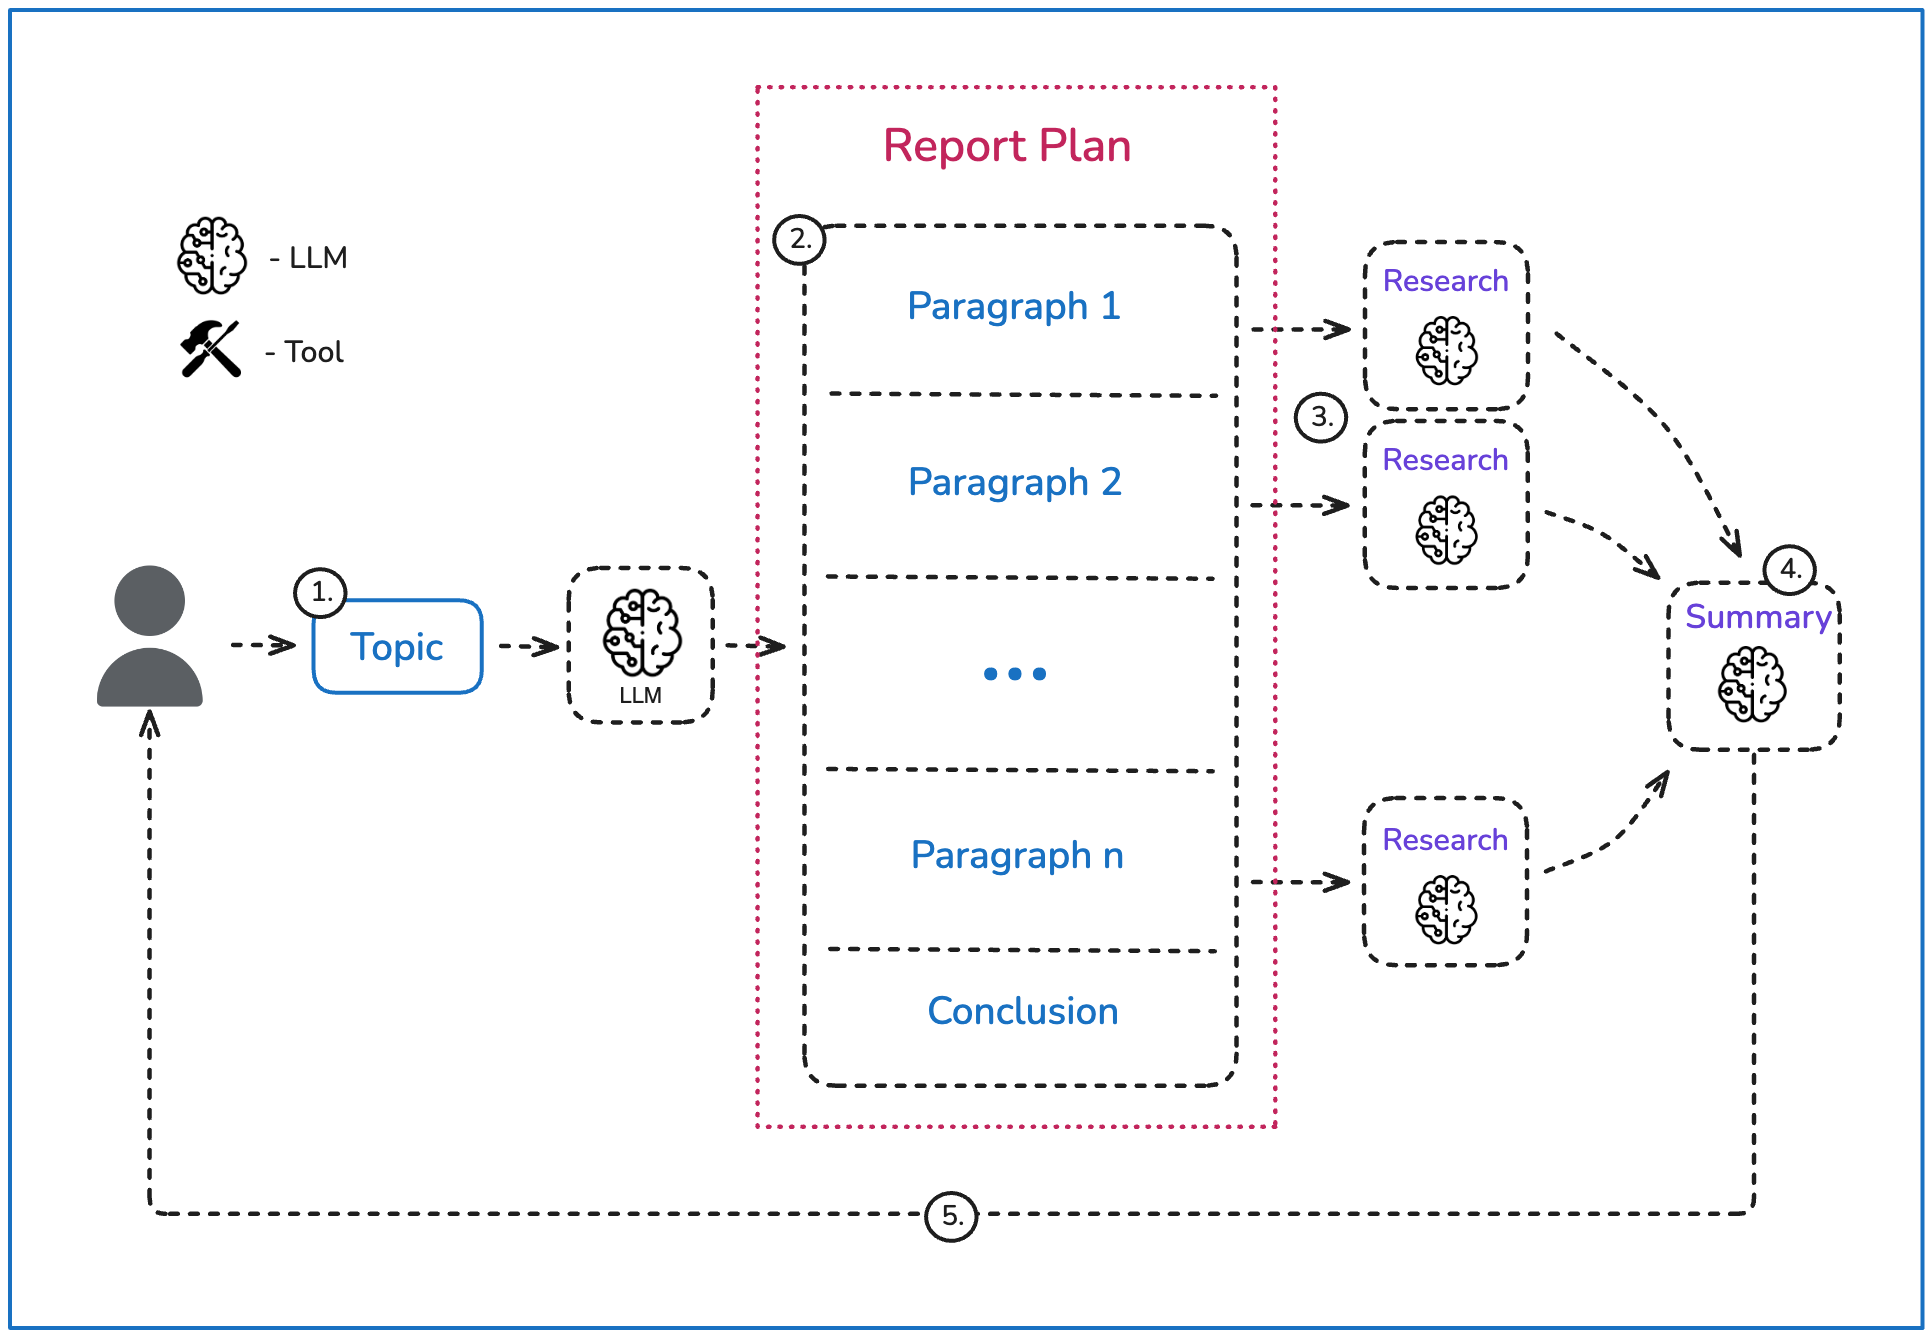 Report Plan
- LLM
- Tool
2.
Paragraph 1
Paragraph 2
...
Paragraph n
Conclusion
1.
Topic
LLM
3.
Research
Research
Research
4.
Summary
5.